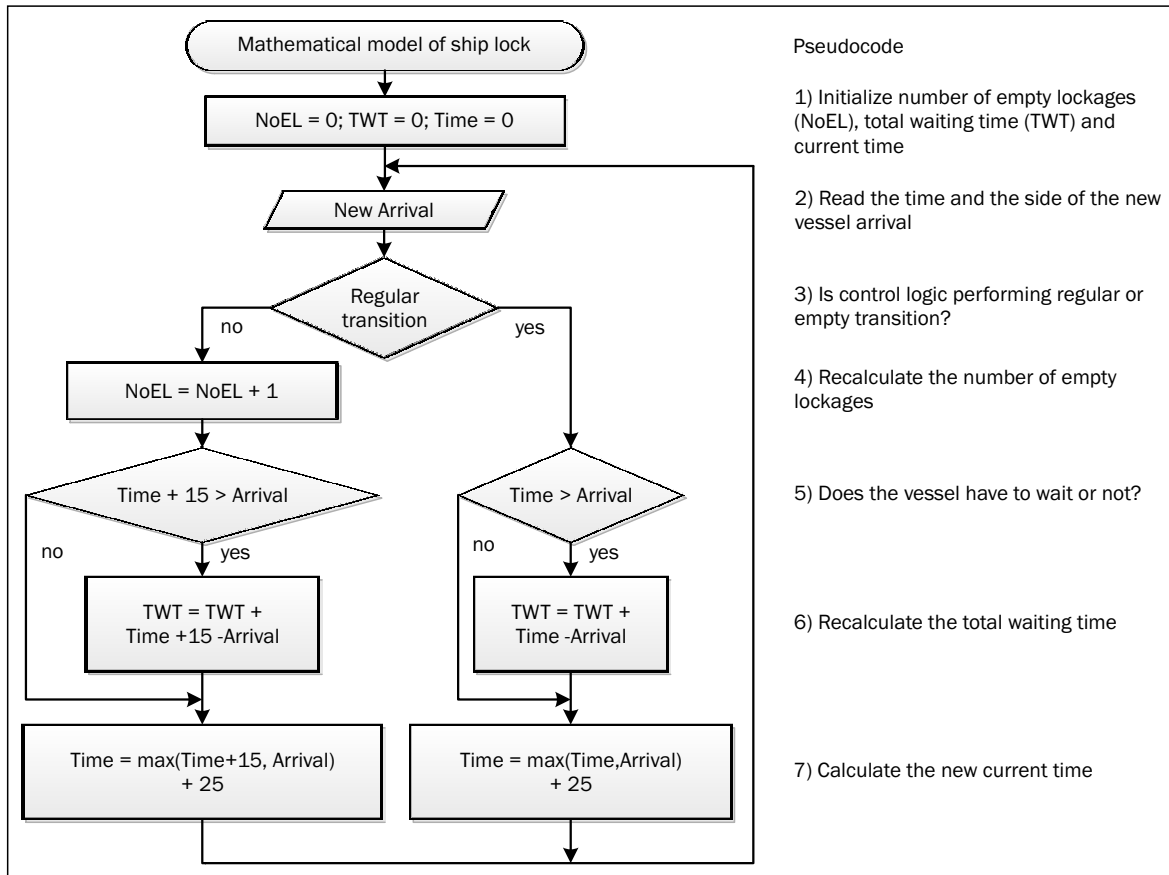 Mathematical model of ship lock
NoEL = 0; TWT = 0; Time = 0
New Arrival
Regular
transition
no
yes
NoEL = NoEL + 1
Time + 15 > Arrival
Time > Arrival
no
yes
no
yes
TWT = TWT +
Time +15 -Arrival
TWT = TWT +
Time -Arrival
Time = max(Time+15, Arrival)
+ 25
Time = max(Time,Arrival)
+ 25
Pseudocode
1) Initialize number of empty lockages
(NoEL), total waiting time (TWT) and
current time
2) Read the time and the side of the new
vessel arrival
3) Is control logic performing regular or
empty transition?
4) Recalculate the number of empty
lockages
5) Does the vessel have to wait or not?
6) Recalculate the total waiting time
7) Calculate the new current time